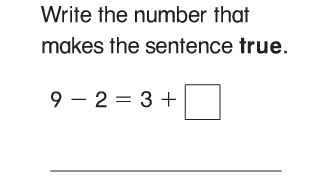 Write the number that
makes the sentence true.
9 − 2 = 3 + □